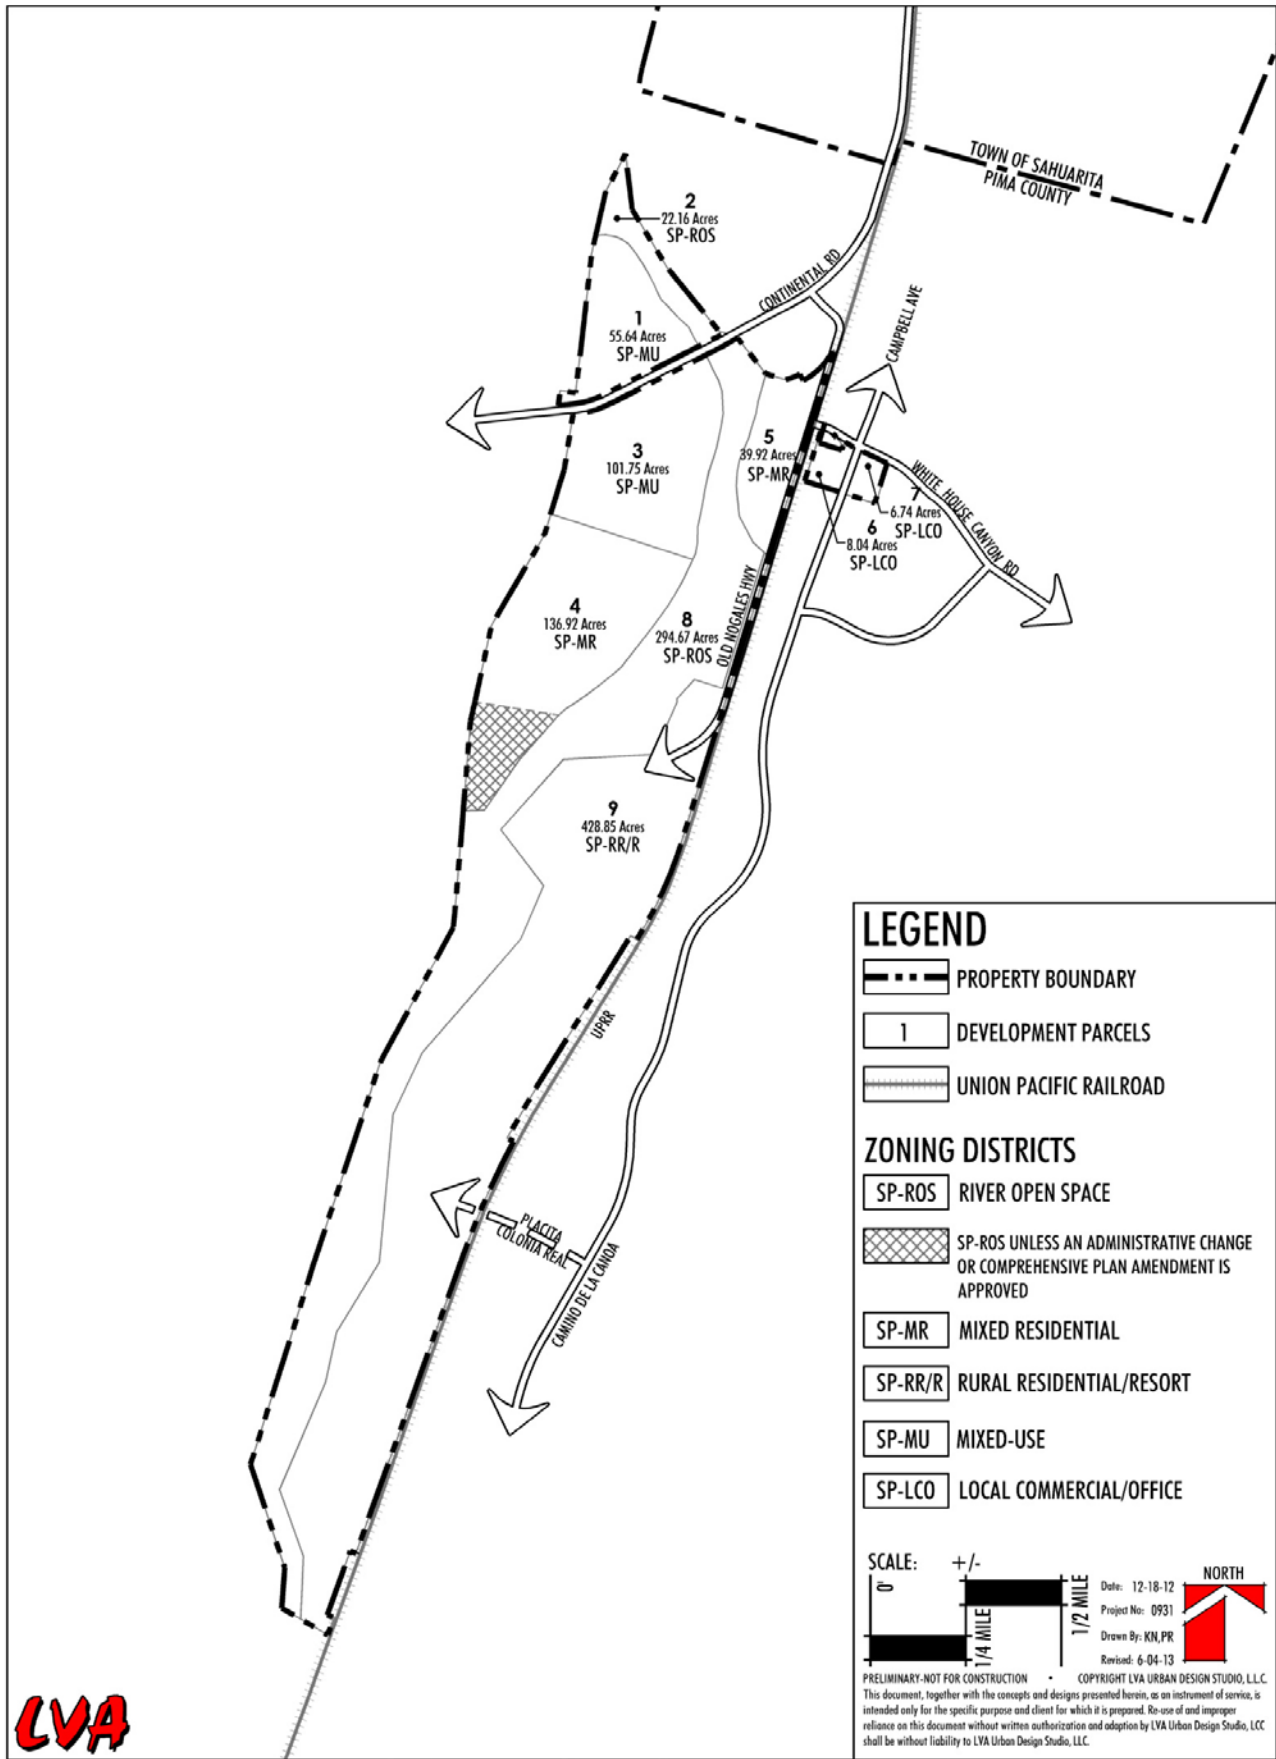 TOWN OF SAHUARITA
PIMA COUNTY
2
22.16 Acres
SP-ROS
CONTINENTAL RD
CAMPBELL AVE
1
55.64 Acres
SP-MU
3
101.75 Acres
SP-MU
5
39.92 Acres
SP-MR
WHITE HOUSE CANYON RD
7
6.74 Acres
SP-LCO
6
8.04 Acres
SP-LCO
OLD NOGALES HWY
4
136.92 Acres
SP-MR
8
294.67 Acres
SP-ROS
9
428.85 Acres
SP-RR/R
UPRR
PLACITA
COLONIA REAL
CAMINO DE LA CANOA
LEGEND
PROPERTY BOUNDARY
1 DEVELOPMENT PARCELS
UNION PACIFIC RAILROAD
ZONING DISTRICTS
SP-ROS RIVER OPEN SPACE
SP-ROS UNLESS AN ADMINISTRATIVE CHANGE
OR COMPREHENSIVE PLAN AMENDMENT IS
APPROVED
SP-MR MIXED RESIDENTIAL
SP-RR/R RURAL RESIDENTIAL/RESORT
SP-MU MIXED-USE
SP-LCO LOCAL COMMERCIAL/OFFICE
SCALE: +/-
0'
1/4 MILE
1/2 MILE
Date: 12-18-12
Project No: 0931
Drawn By: KN,PR
Revised: 6-04-13
NORTH
PRELIMINARY-NOT FOR CONSTRUCTION - COPYRIGHT LVA URBAN DESIGN STUDIO, L.L.C.
This document, together with the concepts and designs presented herein, as an instrument of service, is
intended only for the specific purpose and client for which it is prepared. Re-use of and improper
reliance on this document without written authorization and adaption by LVA Urban Design Studio, LCC
shall be without liability to LVA Urban Design Studio, LLC.
LVA